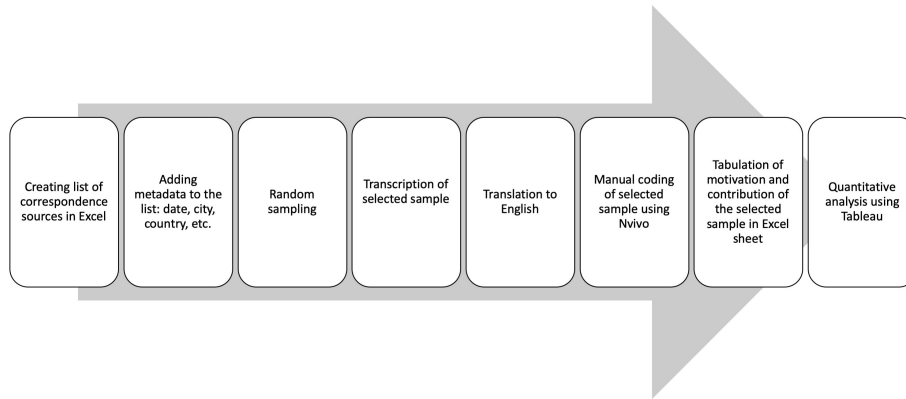 Creating list of
correspondence
sources in Excel
Adding
metadata to the
list: date, city,
country, etc.
Random
sampling
Transcription of
selected sample
Translation to
English
Manual coding
of selected
sample using
Nvivo
Tabulation of
motivation and
contribution of
the selected
sample in Excel
sheet
Quantitative
analysis using
Tableau